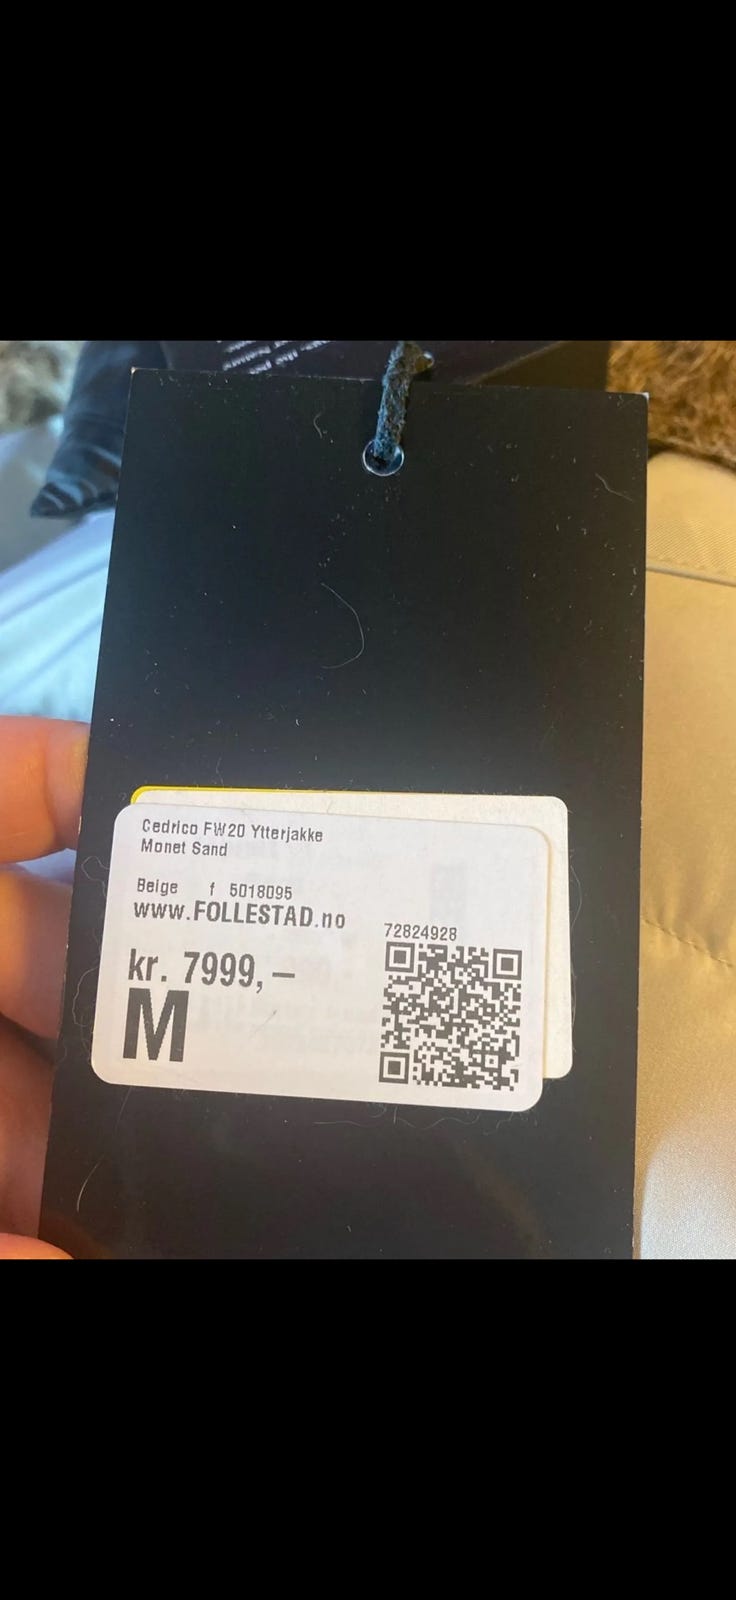 Cedrico FW20 Ytterjakke
Monet Sand
Beige f 5018095
www.FOLLESTAD.no
72824928
kr. 7999,–
M